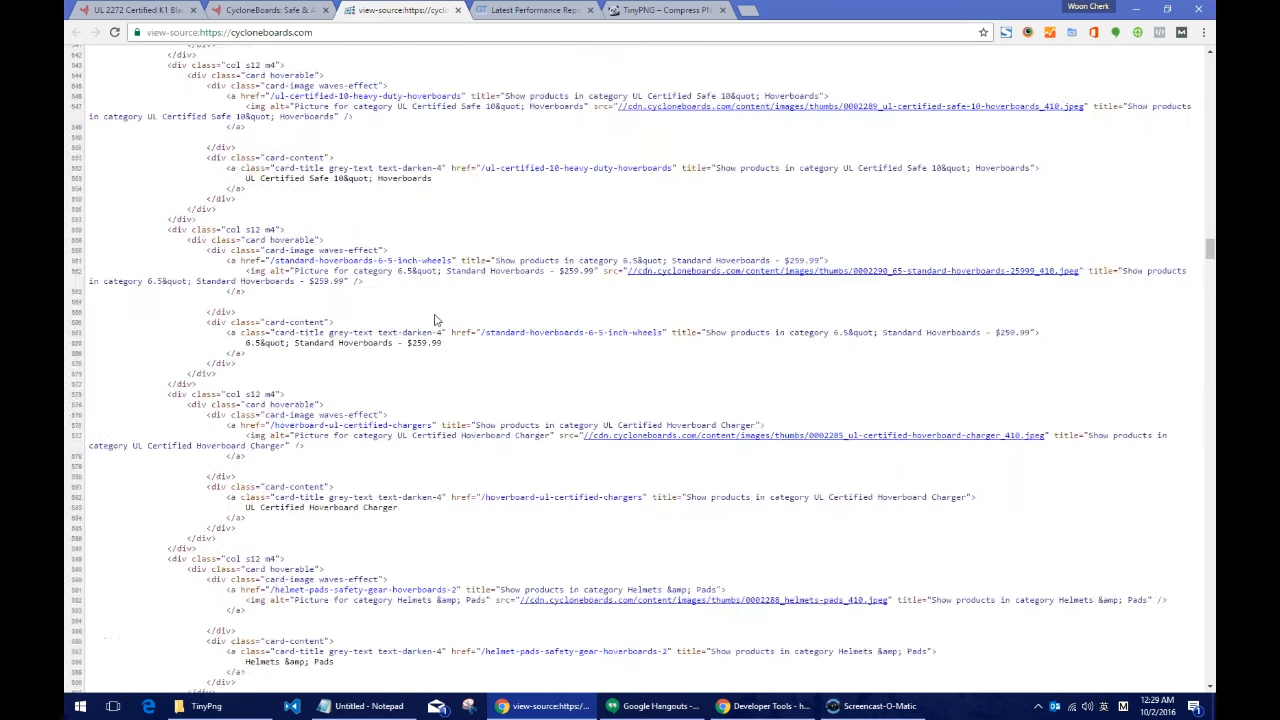 UL 2272 Certified K1 Bla
CycloneBoards: Safe & A
view-source:https://cyclo
Latest Performance Repo
TinyPNG – Compress PN
Woon Cherk
view-source:https://cycloneboards.com
</div>
<div class="col s12 m4">
<div class="card hoverable">
<div class="card-image waves-effect">
<a href="/ul-certified-10-heavy-duty-hoverboards" title="Show products in category UL Certified Safe 10&quot; Hoverboards">
<img alt="Picture for category UL Certified Safe 10&quot; Hoverboards" src="//cdn.cycloneboards.com/content/images/thumbs/0002289_ul-certified-safe-10-hoverboards_410.jpeg" title="Show products
in category UL Certified Safe 10&quot; Hoverboards" />
</a>
</div>
<div class="card-content">
<a class="card-title grey-text text-darken-4" href="/ul-certified-10-heavy-duty-hoverboards" title="Show products in category UL Certified Safe 10&quot; Hoverboards">
UL Certified Safe 10&quot; Hoverboards
</a>
</div>
</div>
</div>
<div class="col s12 m4">
<div class="card hoverable">
<div class="card-image waves-effect">
<a href="/standard-hoverboards-6-5-inch-wheels" title="Show products in category 6.5&quot; Standard Hoverboards - $259.99">
<img alt="Picture for category 6.5&quot; Standard Hoverboards - $259.99" src="//cdn.cycloneboards.com/content/images/thumbs/0002290_65-standard-hoverboards-25999_410.jpeg" title="Show products
in category 6.5&quot; Standard Hoverboards - $259.99" />
</a>
</div>
<div class="card-content">
<a class="card-title grey-text text-darken-4" href="/standard-hoverboards-6-5-inch-wheels" title="Show products in category 6.5&quot; Standard Hoverboards - $259.99">
6.5&quot; Standard Hoverboards - $259.99
</a>
</div>
</div>
</div>
<div class="col s12 m4">
<div class="card hoverable">
<div class="card-image waves-effect">
<a href="/hoverboard-ul-certified-chargers" title="Show products in category UL Certified Hoverboard Charger">
<img alt="Picture for category UL Certified Hoverboard Charger" src="//cdn.cycloneboards.com/content/images/thumbs/0002285_ul-certified-hoverboard-charger_410.jpeg" title="Show products in
category UL Certified Hoverboard Charger" />
</a>
</div>
<div class="card-content">
<a class="card-title grey-text text-darken-4" href="/hoverboard-ul-certified-chargers" title="Show products in category UL Certified Hoverboard Charger">
UL Certified Hoverboard Charger
</a>
</div>
</div>
</div>
<div class="col s12 m4">
<div class="card hoverable">
<div class="card-image waves-effect">
<a href="/helmet-pads-safety-gear-hoverboards-2" title="Show products in category Helmets &amp; Pads">
<img alt="Picture for category Helmets &amp; Pads" src="//cdn.cycloneboards.com/content/images/thumbs/0002288_helmets-pads_410.jpeg" title="Show products in category Helmets &amp; Pads" />
</a>
</div>
<div class="card-content">
<a class="card-title grey-text text-darken-4" href="/helmet-pads-safety-gear-hoverboards-2" title="Show products in category Helmets &amp; Pads">
Helmets &amp; Pads
</a>
</div>
TinyPng
Untitled - Notepad
view-source:https:/...
Google Hangouts -...
Developer Tools - h...
Screencast-O-Matic
12:29 AM
10/2/2016